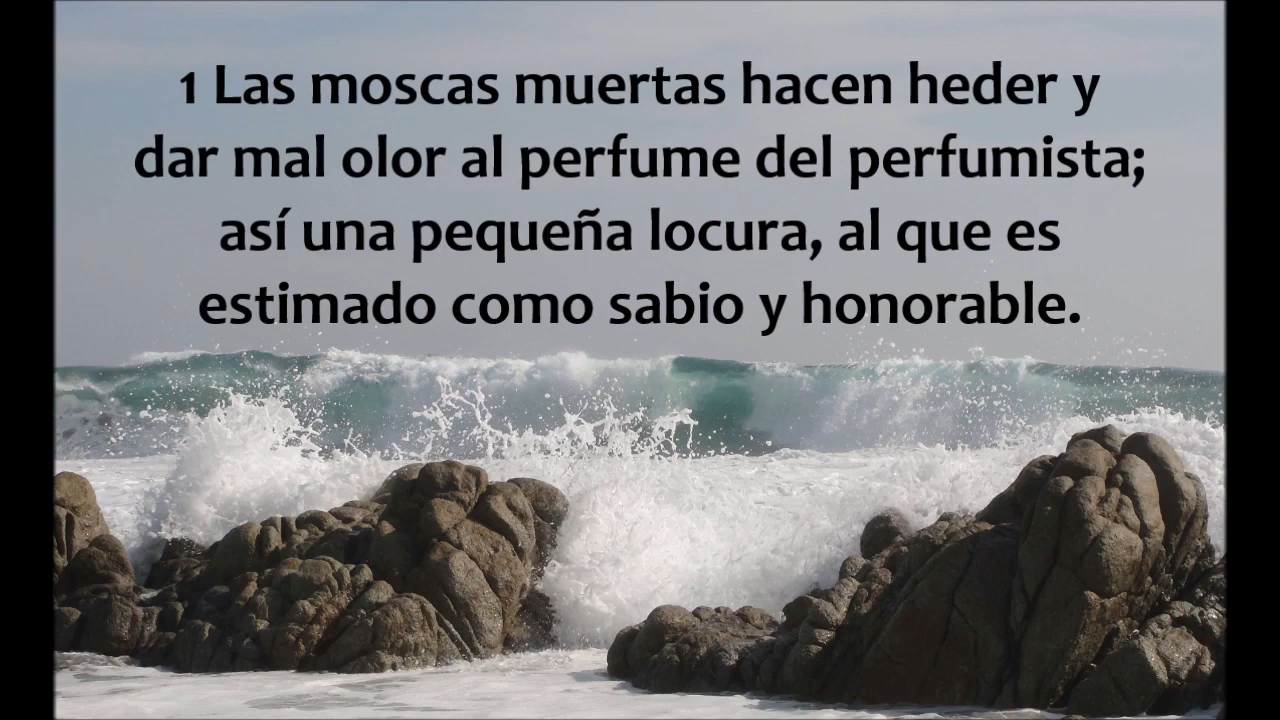 1 Las moscas muertas hacen heder y
dar mal olor al perfume del perfumista;
así una pequeña locura, al que es
estimado como sabio y honorable.